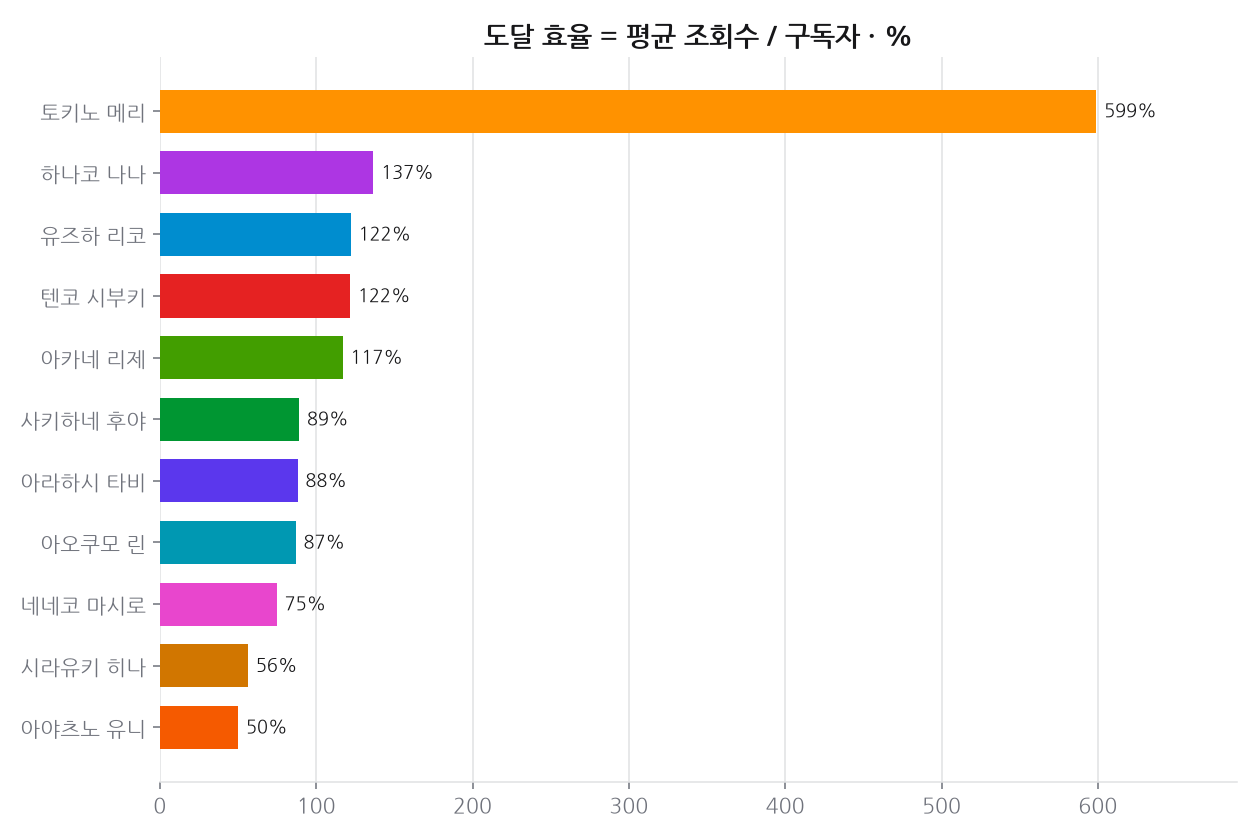 도달 효율 = 평균 조회수 / 구독자 · %
토키노 메리 599%
하나코 나나 137%
유즈하 리코 122%
텐코 시부키 122%
아카네 리제 117%
사키하네 후야 89%
아라하시 타비 88%
아오쿠모 린 87%
네네코 마시로 75%
시라유키 히나 56%
아야츠노 유니 50%
0 100 200 300 400 500 600